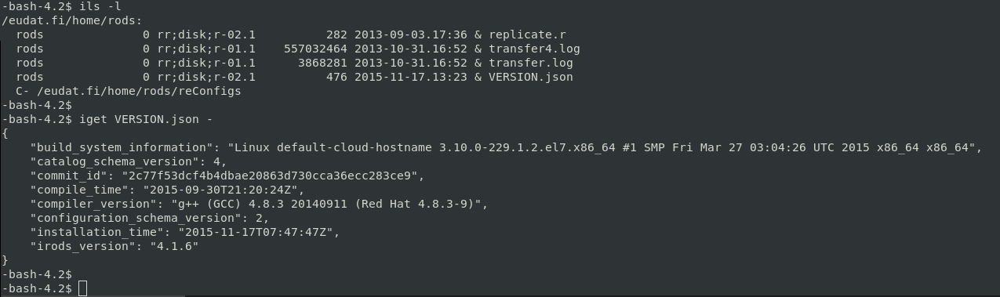 -bash-4.2$ ils -l
/eudat.fi/home/rods:
  rods              0 rr;disk;r-02.1          282 2013-09-03.17:36 & replicate.r
  rods              0 rr;disk;r-01.1    557032464 2013-10-31.16:52 & transfer4.log
  rods              0 rr;disk;r-01.1      3868281 2013-10-31.16:52 & transfer.log
  rods              0 rr;disk;r-02.1          476 2015-11-17.13:23 & VERSION.json
  C- /eudat.fi/home/rods/reConfigs
-bash-4.2$
-bash-4.2$ iget VERSION.json -
{
    "build_system_information": "Linux default-cloud-hostname 3.10.0-229.1.2.el7.x86_64 #1 SMP Fri Mar 27 03:04:26 UTC 2015 x86_64 x86_64",
    "catalog_schema_version": 4,
    "commit_id": "2c77f53dcf4b4dbae20863d730cca36ecc283ce9",
    "compile_time": "2015-09-30T21:20:24Z",
    "compiler_version": "g++ (GCC) 4.8.3 20140911 (Red Hat 4.8.3-9)",
    "configuration_schema_version": 2,
    "installation_time": "2015-11-17T07:47:47Z",
    "irods_version": "4.1.6"
}
-bash-4.2$
-bash-4.2$